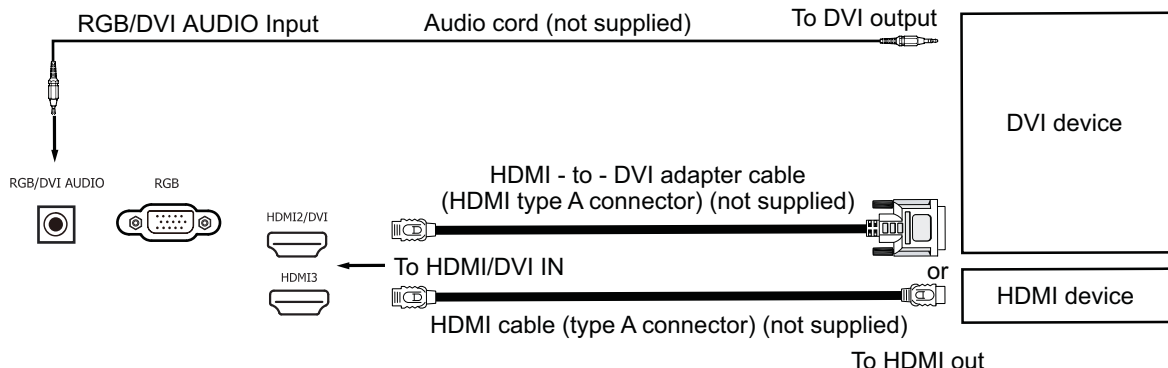 RGB/DVI AUDIO Input
Audio cord (not supplied)
To DVI output
DVI device
RGB/DVI AUDIO
RGB
HDMI - to - DVI adapter cable
(HDMI type A connector) (not supplied)
HDMI2/DVI
To HDMI/DVI IN
or
HDMI3
HDMI device
HDMI cable (type A connector) (not supplied)
To HDMI out